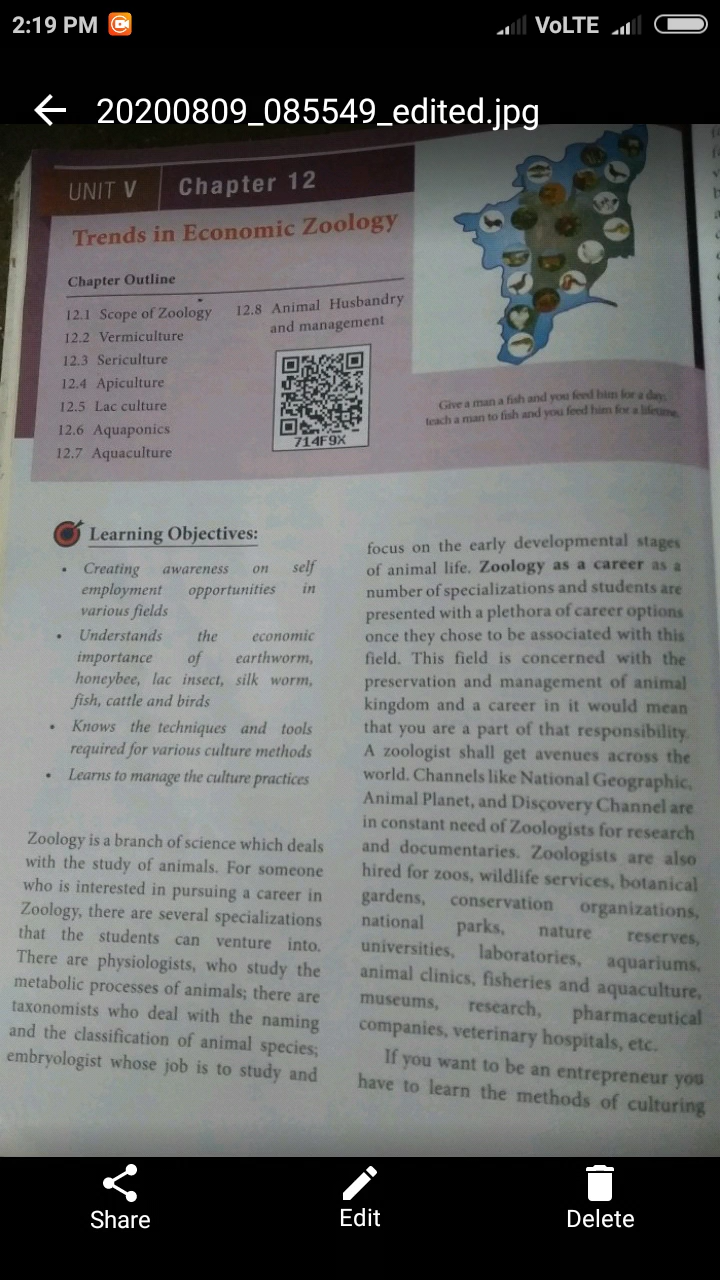 2:19 PM
VoLTE
20200809_085549_edited.jpg
UNIT V
Chapter 12
Trends in Economic Zoology
Chapter Outline
12.1 Scope of Zoology
12.2 Vermiculture
12.3 Sericulture
12.4 Apiculture
12.5 Lac culture
12.6 Aquaponics
12.7 Aquaculture
12.8 Animal Husbandry
and management
714F9X
Give a man a fish and you feed him for a day;
teach a man to fish and you feed him for a lifetime.
Learning Objectives:
• Creating awareness on self
employment opportunities in
various fields
• Understands the economic
importance of earthworm,
honeybee, lac insect, silk worm,
fish, cattle and birds
• Knows the techniques and tools
required for various culture methods
• Learns to manage the culture practices
Zoology is a branch of science which deals
with the study of animals. For someone
who is interested in pursuing a career in
Zoology, there are several specializations
that the students can venture into.
There are physiologists, who study the
metabolic processes of animals; there are
taxonomists who deal with the naming
and the classification of animal species;
embryologist whose job is to study and
focus on the early developmental stages
of animal life. Zoology as a career as a
number of specializations and students are
presented with a plethora of career options
once they chose to be associated with this
field. This field is concerned with the
preservation and management of animal
kingdom and a career in it would mean
that you are a part of that responsibility.
A zoologist shall get avenues across the
world. Channels like National Geographic,
Animal Planet, and Discovery Channel are
in constant need of Zoologists for research
and documentaries. Zoologists are also
hired for zoos, wildlife services, botanical
gardens, conservation organizations,
national parks, nature reserves,
universities, laboratories, aquariums,
animal clinics, fisheries and aquaculture,
museums, research, pharmaceutical
companies, veterinary hospitals, etc.
If you want to be an entrepreneur you
have to learn the methods of culturing
Share
Edit
Delete